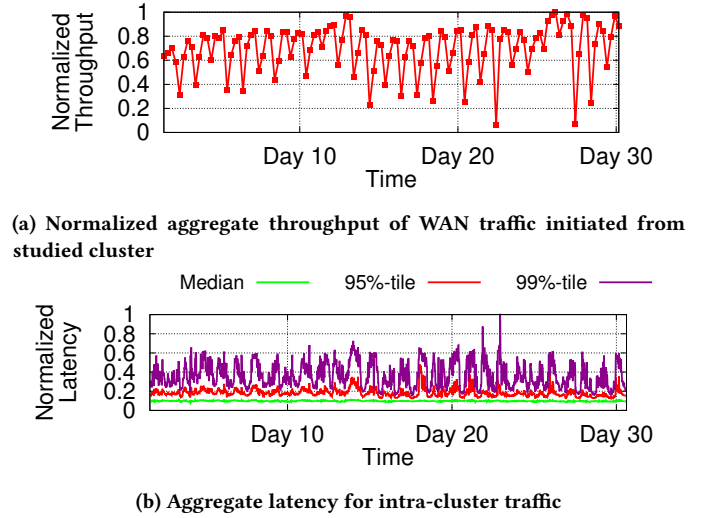 1
0.8
0.6
0.4
0.2
0
Normalized
Throughput
Day 10
Day 20
Day 30
Time
(a) Normalized aggregate throughput of WAN traffic initiated from
studied cluster
Median
95%-tile
99%-tile
1
0.8
0.6
0.4
0.2
0
Normalized
Latency
Day 10
Day 20
Day 30
Time
(b) Aggregate latency for intra-cluster traffic